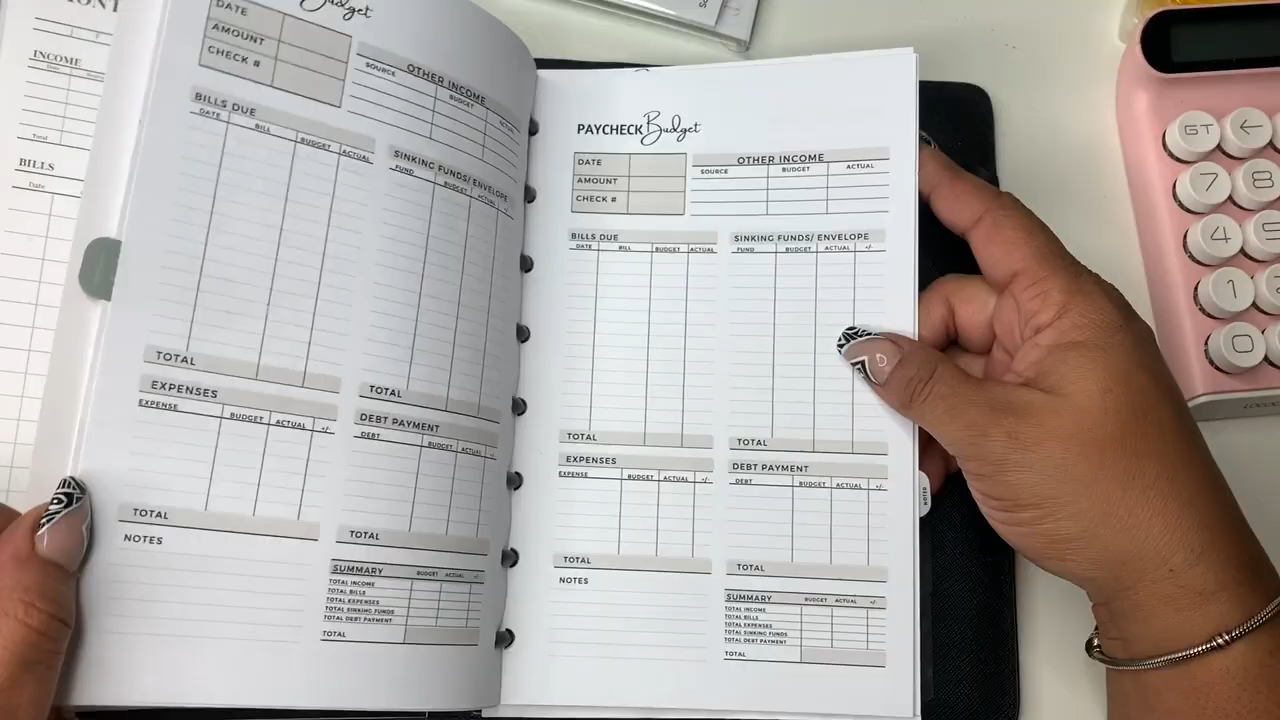 INCOME
Total
BILLS
Date
Budget
DATE
AMOUNT
CHECK #
OTHER INCOME
SOURCE BUDGET ACTUAL
BILLS DUE
DATE BILL BUDGET ACTUAL
SINKING FUNDS/ ENVELOPE
FUND BUDGET ACTUAL +/-
TOTAL
TOTAL
EXPENSES
EXPENSE BUDGET ACTUAL +/-
DEBT PAYMENT
DEBT BUDGET ACTUAL +/-
TOTAL
TOTAL
NOTES
SUMMARY BUDGET ACTUAL +/-
TOTAL INCOME
TOTAL BILLS
TOTAL EXPENSES
TOTAL SINKING FUNDS
TOTAL DEBT PAYMENT
TOTAL
PAYCHECK Budget
DATE
AMOUNT
CHECK #
OTHER INCOME
SOURCE BUDGET ACTUAL
BILLS DUE
DATE BILL BUDGET ACTUAL
SINKING FUNDS/ ENVELOPE
FUND BUDGET ACTUAL +/-
TOTAL
TOTAL
EXPENSES
EXPENSE BUDGET ACTUAL +/-
DEBT PAYMENT
DEBT BUDGET ACTUAL +/-
TOTAL
TOTAL
NOTES
SUMMARY BUDGET ACTUAL +/-
TOTAL INCOME
TOTAL BILLS
TOTAL EXPENSES
TOTAL SINKING FUNDS
TOTAL DEBT PAYMENT
TOTAL
NOTES
GT ←
7 8
4
1
0